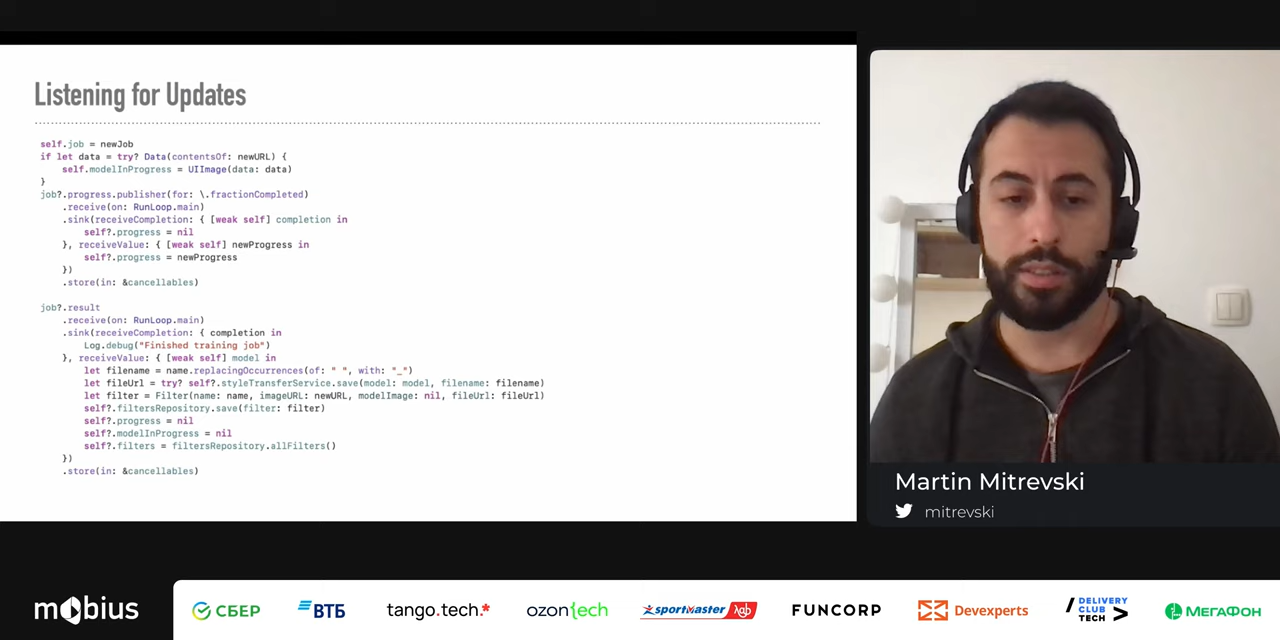 Listening for Updates
self.job = newJob
if let data = try? Data(contentsOf: newURL) {
self.modelInProgress = UIImage(data: data)
}
job?.progress.publisher(for: \.fractionCompleted)
.receive(on: RunLoop.main)
.sink(receiveCompletion: { [weak self] completion in
self?.progress = nil
}, receiveValue: { [weak self] newProgress in
self?.progress = newProgress
})
.store(in: &cancellables)
job?.result
.receive(on: RunLoop.main)
.sink(receiveCompletion: { completion in
Log.debug("Finished training job")
}, receiveValue: { [weak self] model in
let filename = name.replacingOccurrences(of: " ", with: "_")
let fileUrl = try? self?.styleTransferService.save(model: model, filename: filename)
let filter = Filter(name: name, imageURL: newURL, modelImage: nil, fileUrl: fileUrl)
self?.filtersRepository.save(filter: filter)
self?.progress = nil
self?.modelInProgress = nil
self?.filters = filtersRepository.allFilters()
})
.store(in: &cancellables)
Martin Mitrevski
mitrevski
mobius
СБЕР
ВТБ
tango.tech.*
ozon{tech
sportmaster lab
FUNCORP
Devexperts
/ DELIVERY CLUB TECH >
МЕГАФОН